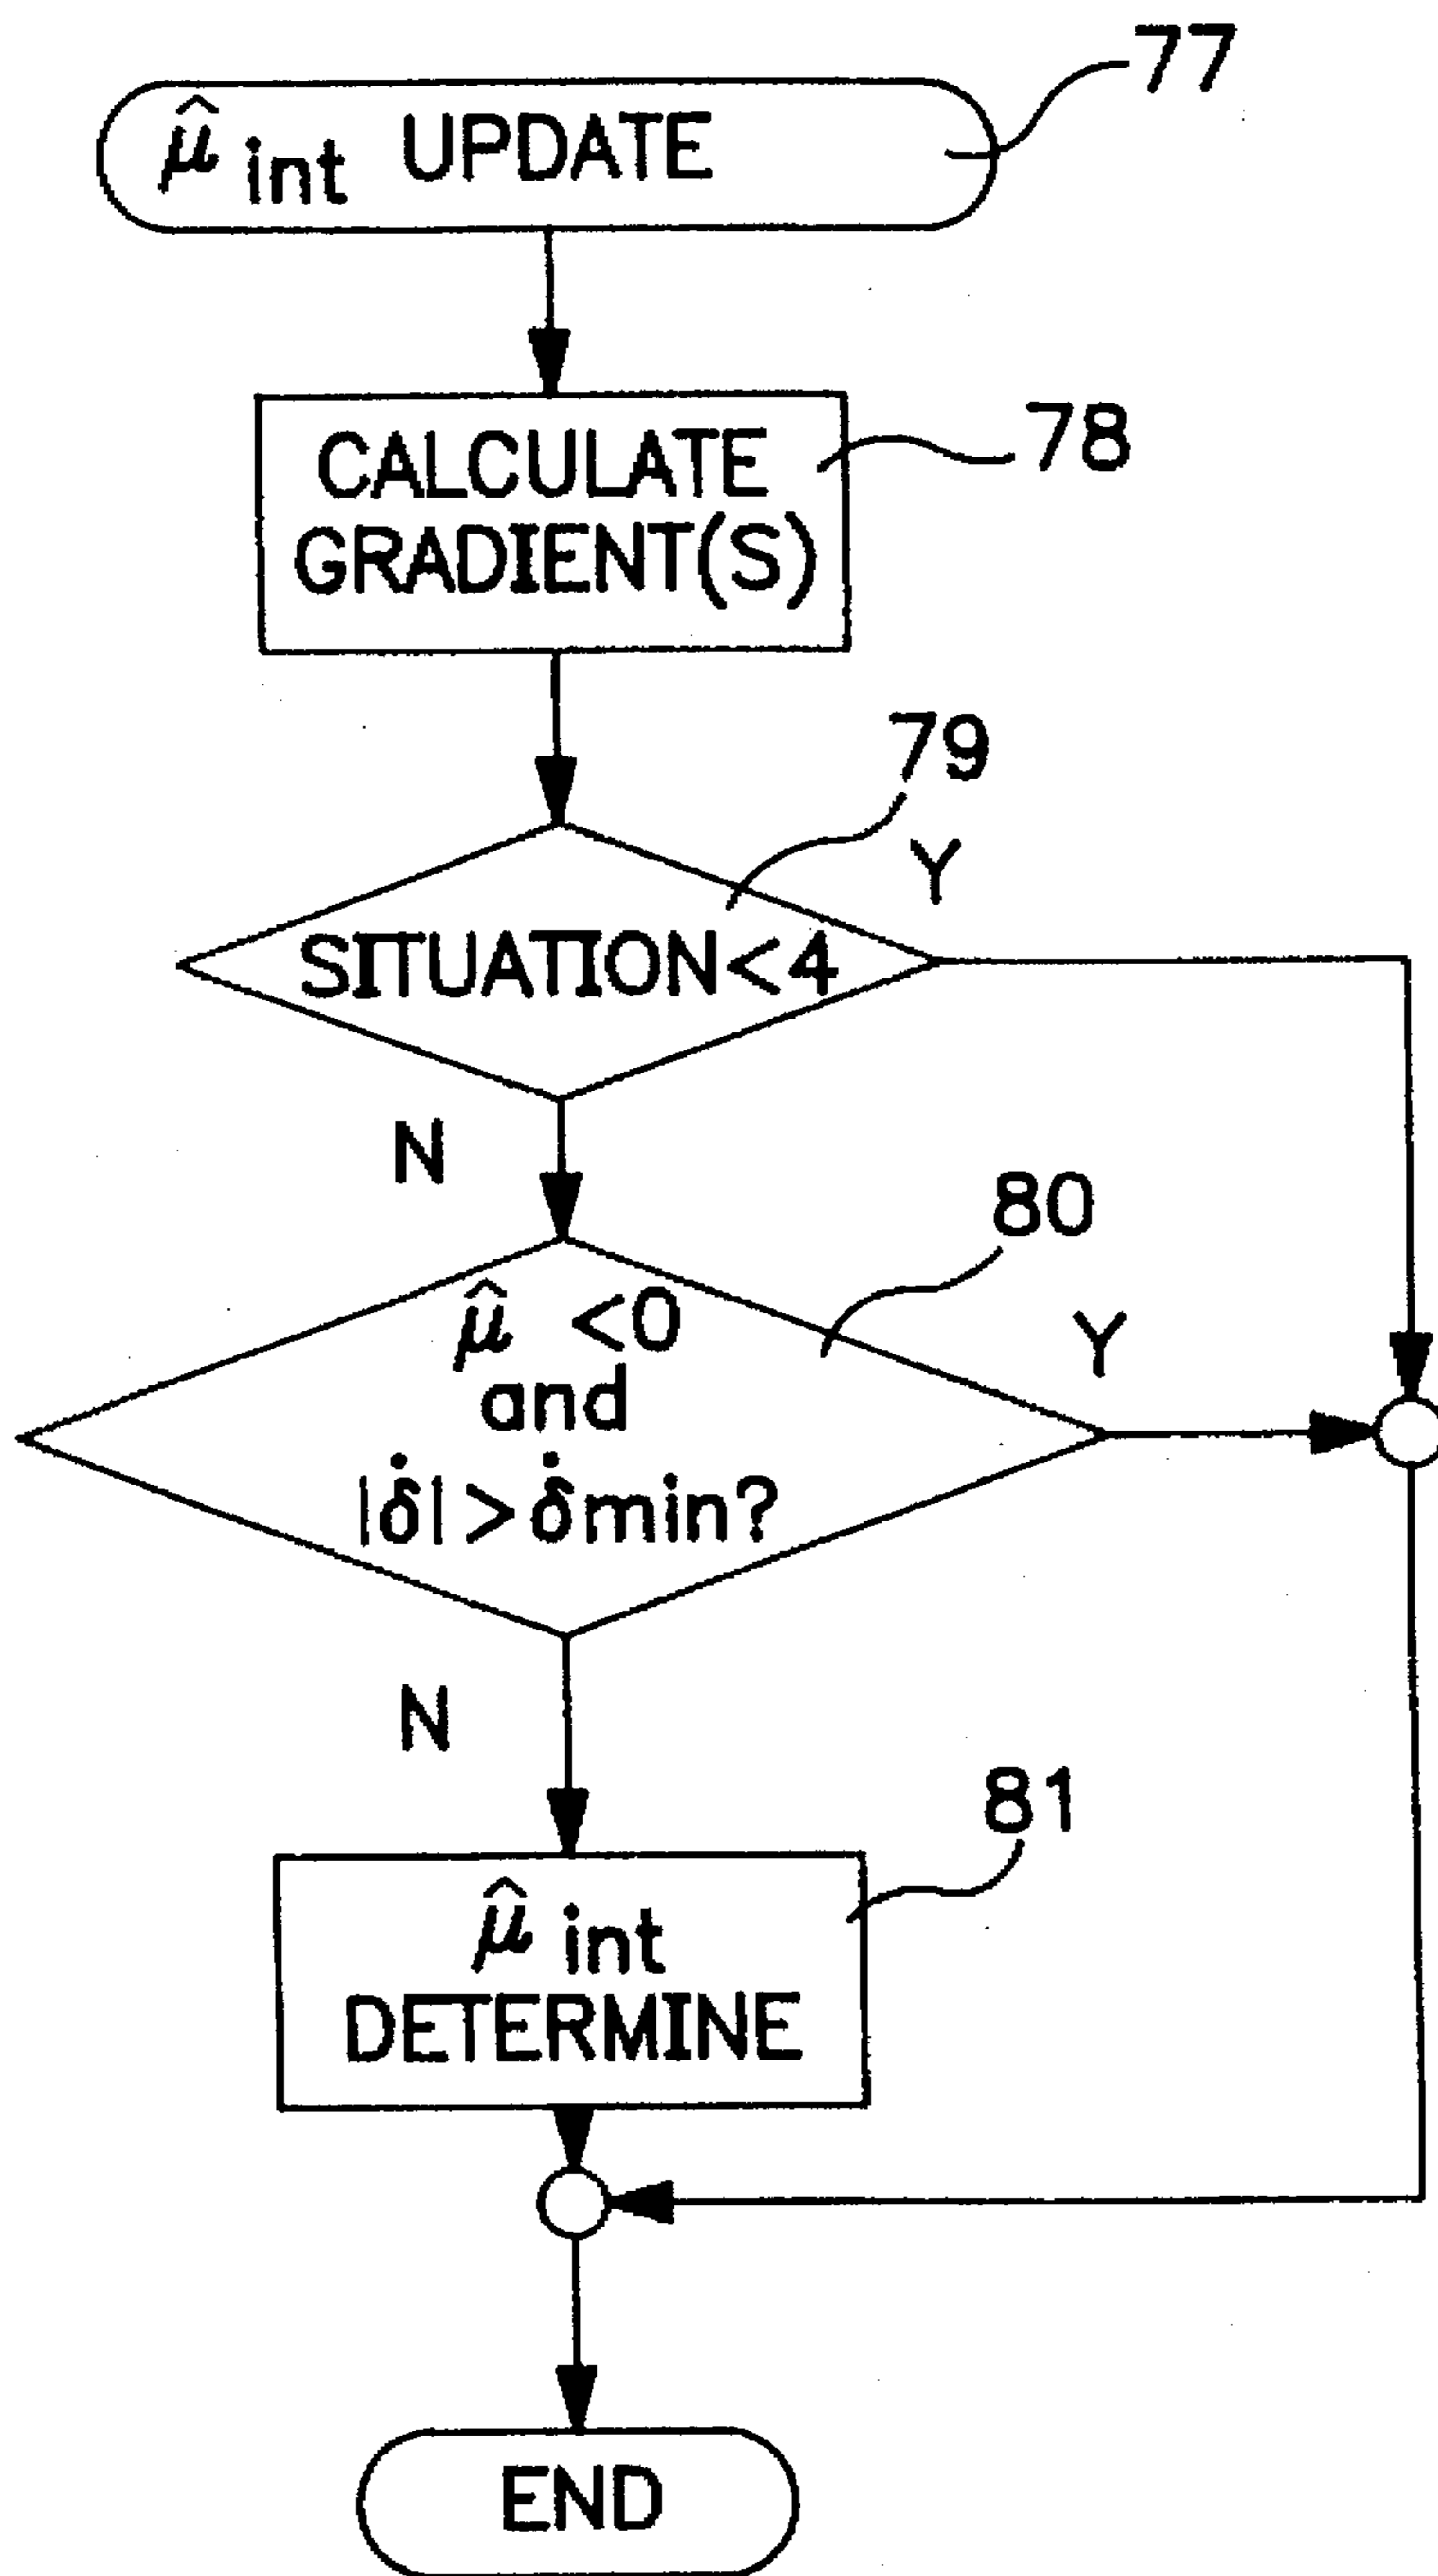 77
μ̂ int UPDATE
78
CALCULATE
GRADIENT(S)
79
Y
SITUATION<4
N
80
μ̂ <0
and
|δ̇|>δ̇min?
Y
N
81
μ̂ int
DETERMINE
END